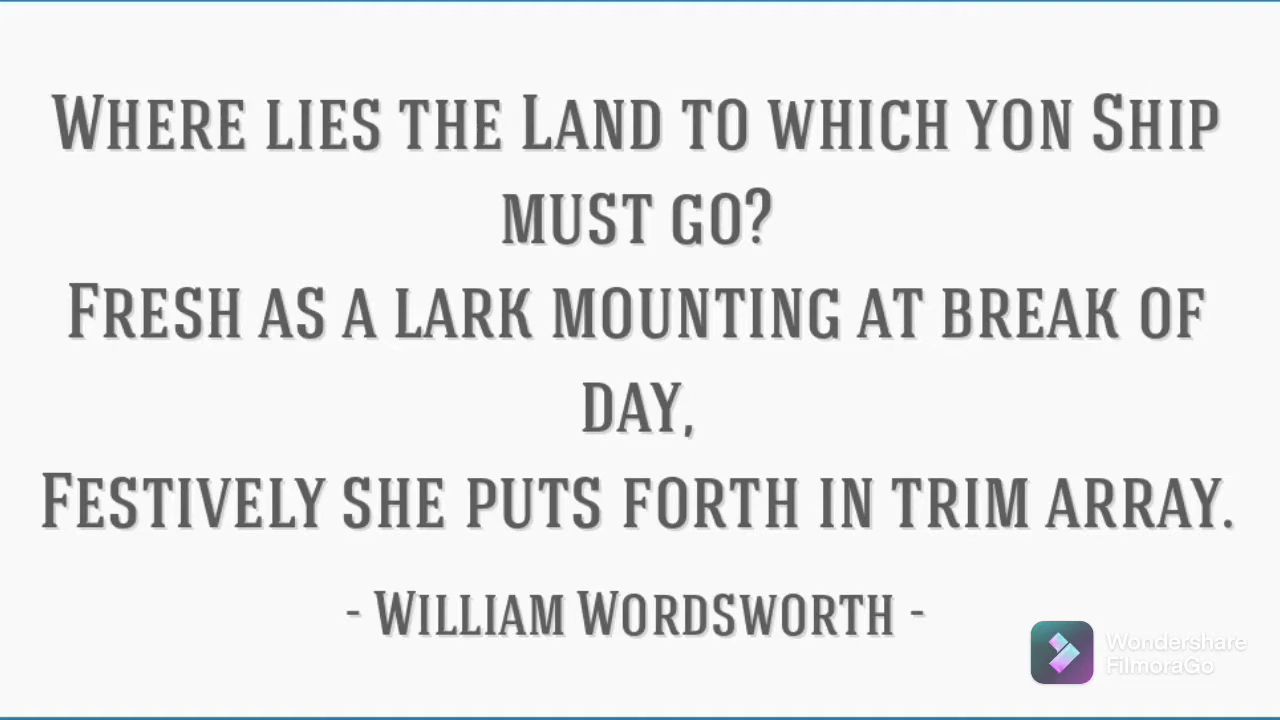 Where lies the Land to which yon Ship
must go?
Fresh as a lark mounting at break of
day,
Festively she puts forth in trim array.
- William Wordsworth -
Wondershare
FilmoraGo